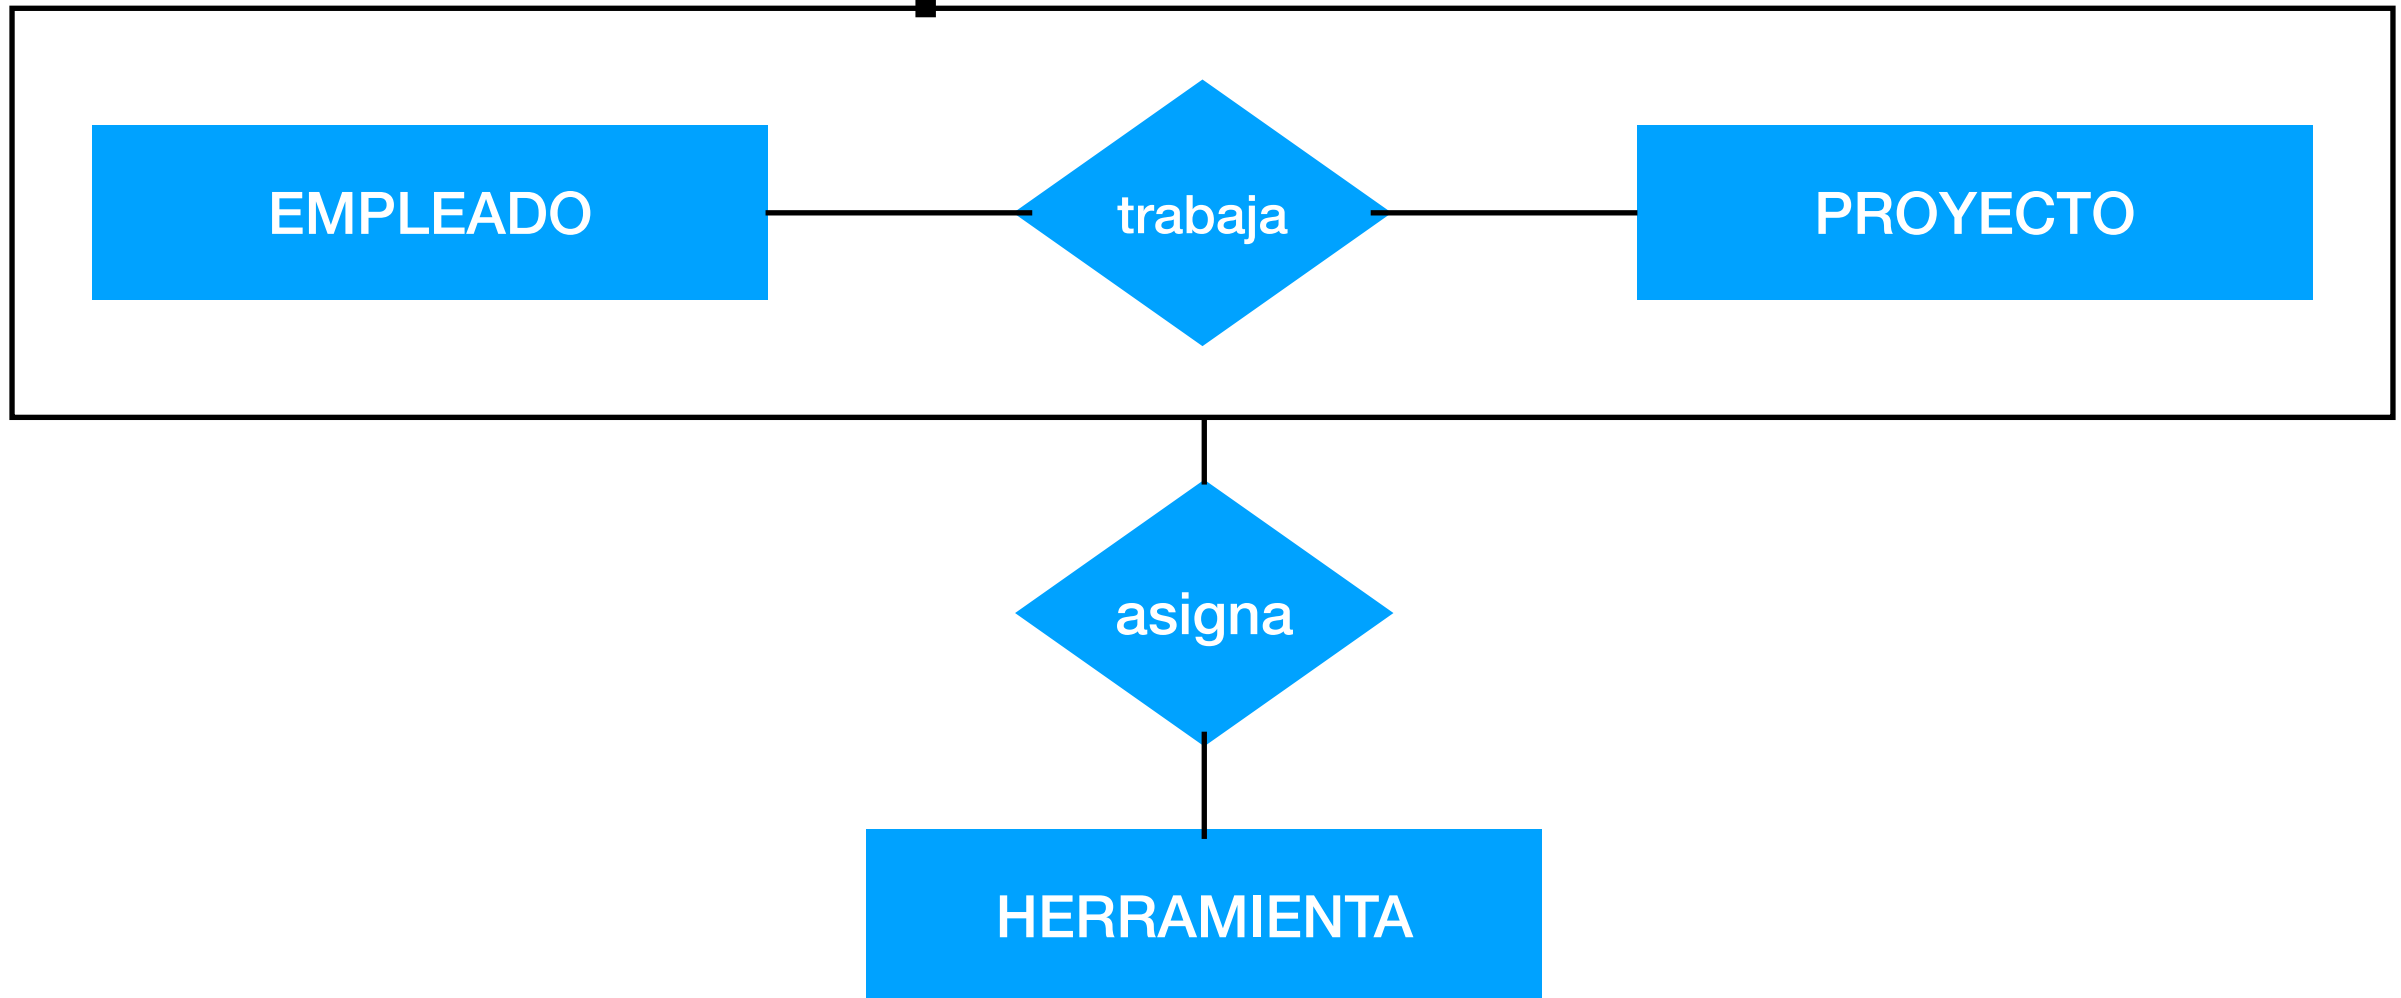 EMPLEADO
trabaja
PROYECTO
asigna
HERRAMIENTA